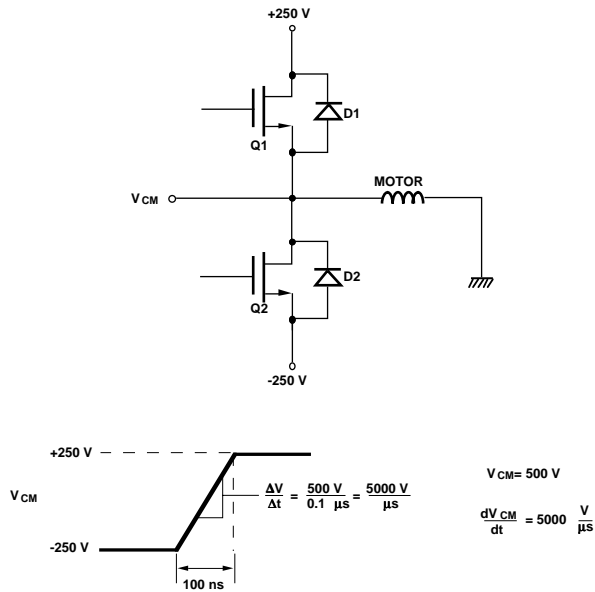 +250 V
D1
Q1
MOTOR
V CM
D2
Q2
-250 V
+250 V
V CM
-250 V
ΔV/Δt = 500 V/0.1 μs = 5000 V/μs
100 ns
V CM= 500 V
dV CM/dt = 5000 V/μs